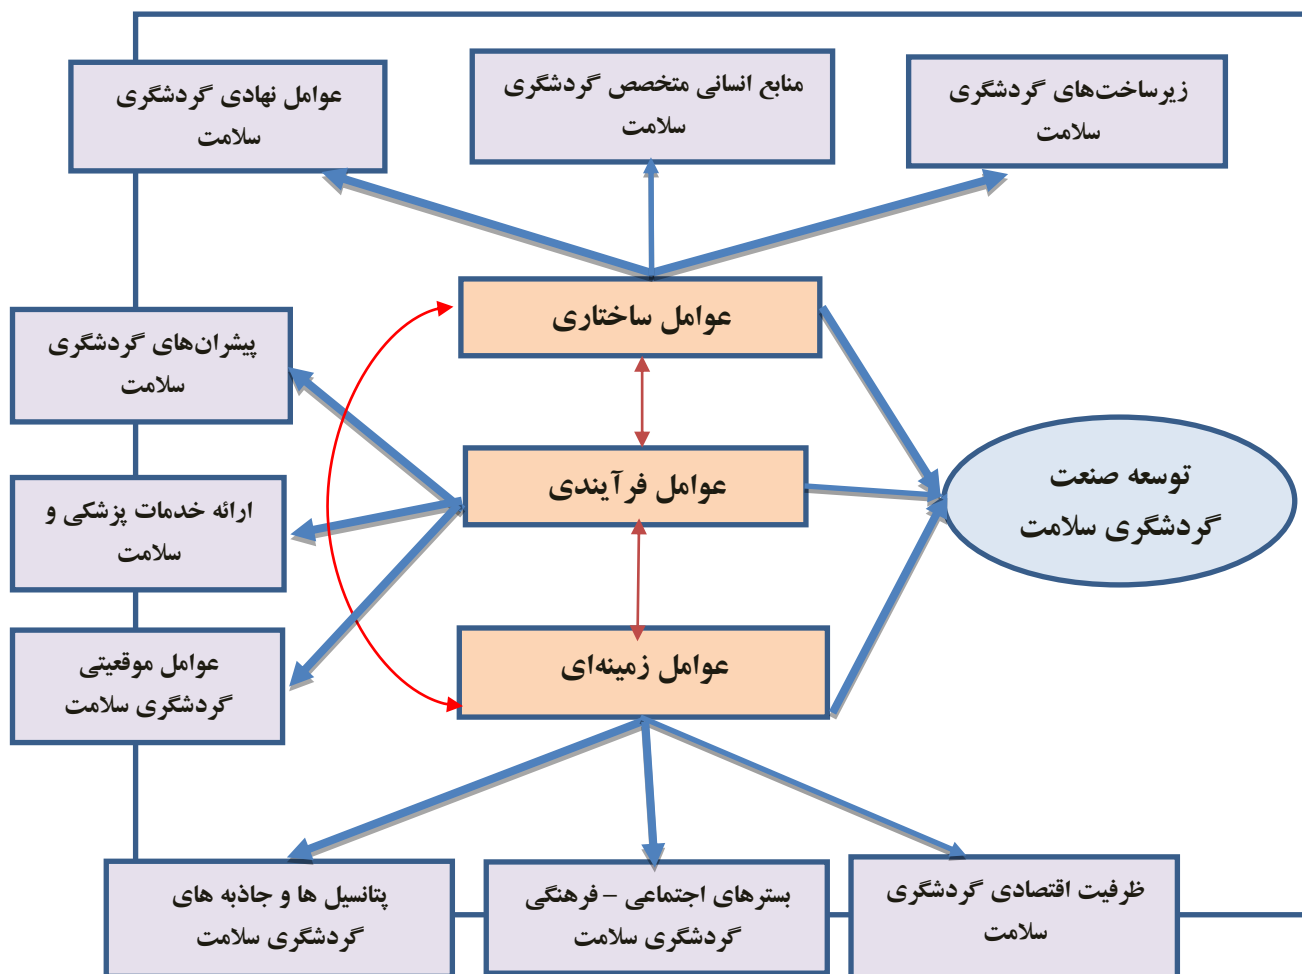 زیرساخت‌های گردشگری
سلامت
منابع انسانی متخصص گردشگری
سلامت
عوامل نهادی گردشگری
سلامت
عوامل ساختاری
پیشران‌های گردشگری
سلامت
عوامل فرآیندی
ارائه خدمات پزشکی و
سلامت
توسعه صنعت
گردشگری سلامت
عوامل زمینه‌ای
عوامل موقعیتی
گردشگری سلامت
ظرفیت اقتصادی گردشگری
سلامت
بسترهای اجتماعی – فرهنگی
گردشگری سلامت
پتانسیل ها و جاذبه های
گردشگری سلامت